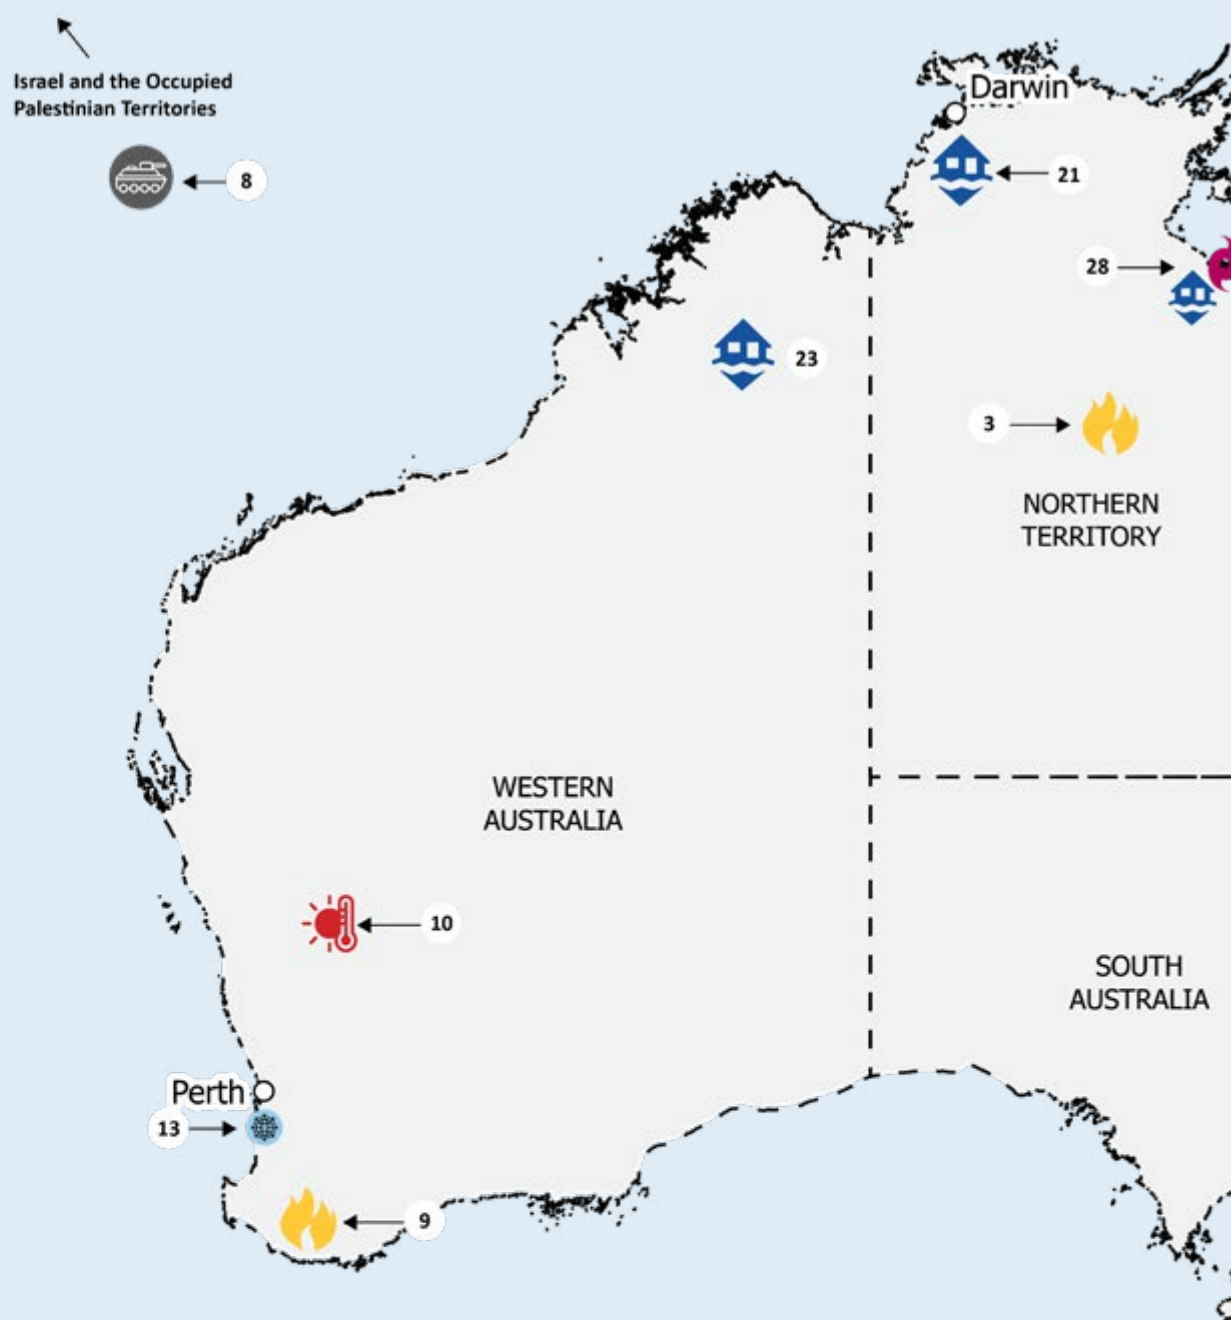 Israel and the Occupied
Palestinian Territories
8
Darwin
21
28
23
3
NORTHERN
TERRITORY
WESTERN
AUSTRALIA
10
SOUTH
AUSTRALIA
Perth
13
9